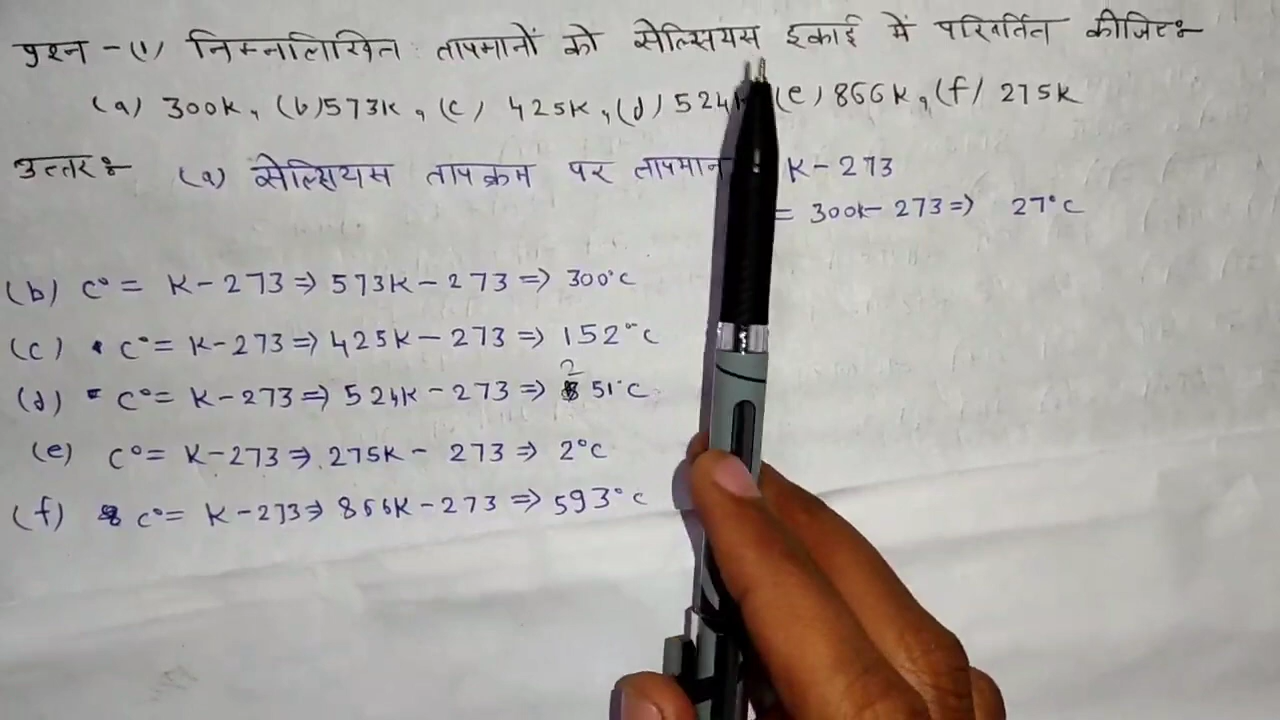 प्रश्न -(1) निम्नलिखित तापमानों को सेल्सियस इकाई में परिवर्तित कीजिए:-
(a) 300K, (b) 573K, (c) 425K, (d) 524K (e) 866K, (f) 275K
उत्तर:- (a) सेल्सियस तापक्रम पर तापमान K-273
= 300K-273 => 27°C
(b) C° = K-273 => 573K-273 => 300°C
(c) C° = K-273 => 425K-273 => 152°C
(d) C° = K-273 => 524K-273 => 251°C
(e) C° = K-273 => 275K-273 => 2°C
(f) C° = K-273 => 866K-273 => 593°C